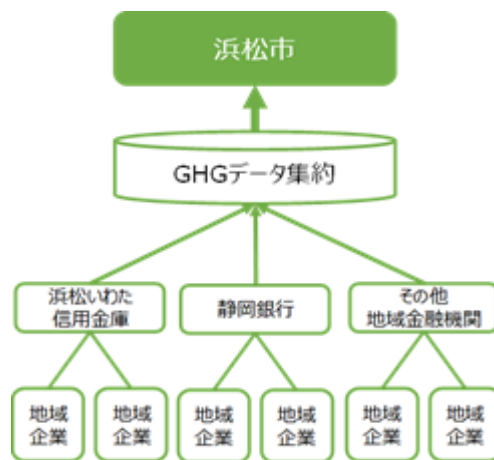 浜松市
GHGデータ集約
浜松いわた
信用金庫
静岡銀行
その他
地域金融機関
地域
企業
地域
企業
地域
企業
地域
企業
地域
企業
地域
企業